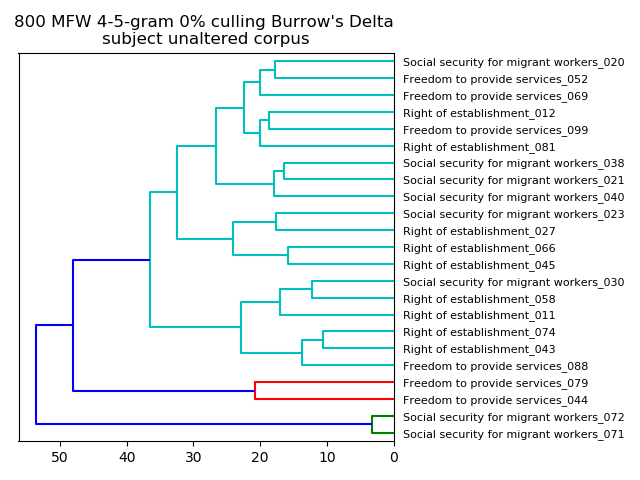 800 MFW 4-5-gram 0% culling Burrow's Delta
subject unaltered corpus
Social security for migrant workers_020
Freedom to provide services_052
Freedom to provide services_069
Right of establishment_012
Freedom to provide services_099
Right of establishment_081
Social security for migrant workers_038
Social security for migrant workers_021
Social security for migrant workers_040
Social security for migrant workers_023
Right of establishment_027
Right of establishment_066
Right of establishment_045
Social security for migrant workers_030
Right of establishment_058
Right of establishment_011
Right of establishment_074
Right of establishment_043
Freedom to provide services_088
Freedom to provide services_079
Freedom to provide services_044
Social security for migrant workers_072
Social security for migrant workers_071
50 40 30 20 10 0